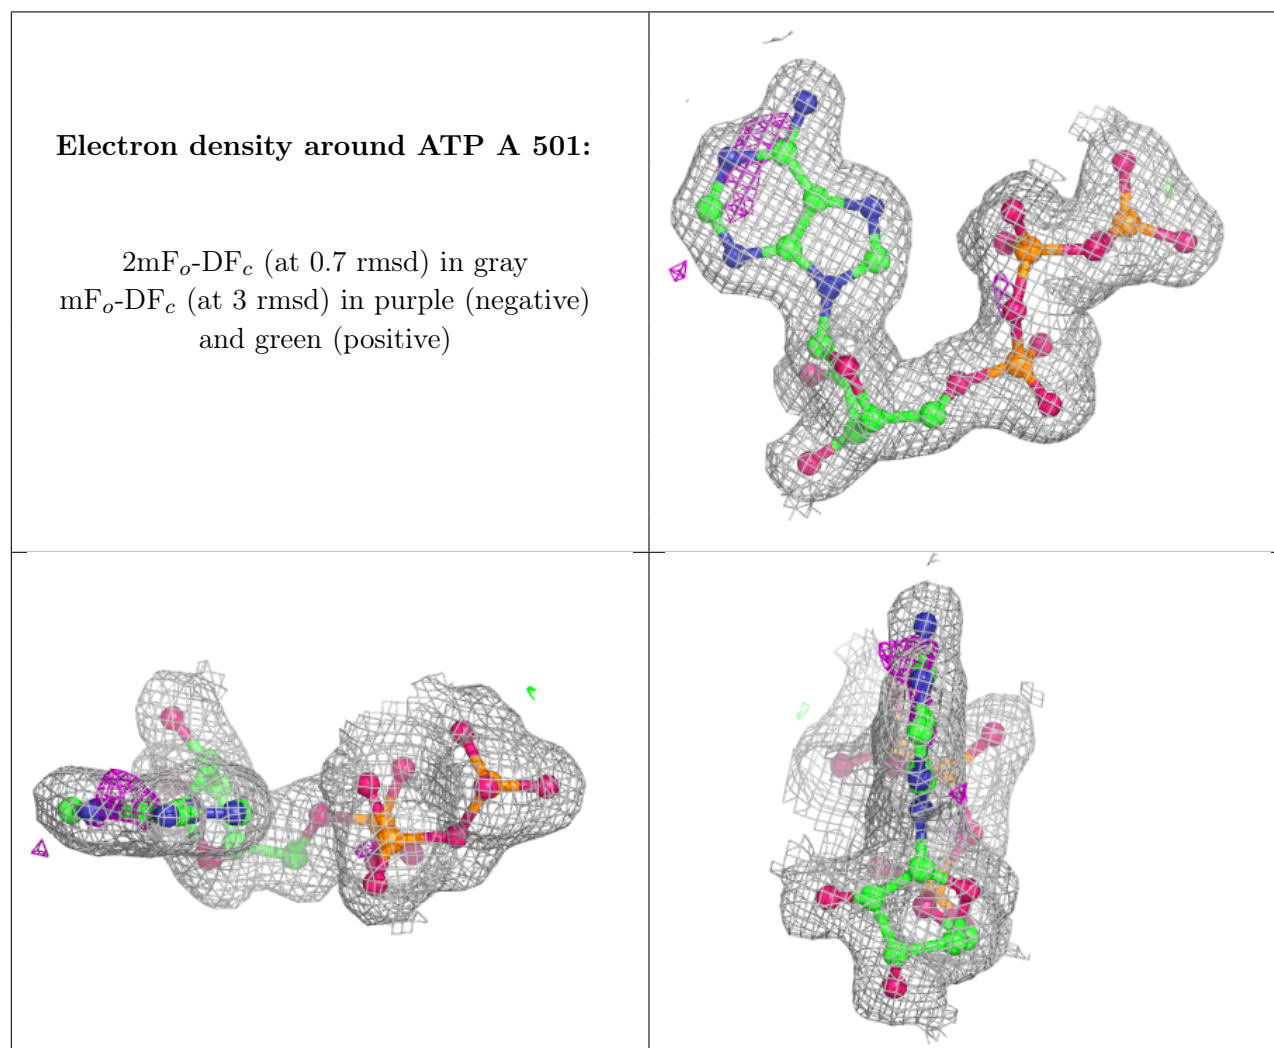 Electron density around ATP A 501:
2mFo-DFc (at 0.7 rmsd) in gray
mFo-DFc (at 3 rmsd) in purple (negative)
and green (positive)